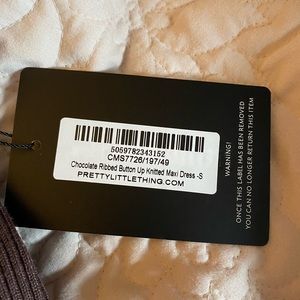 5059782343152
CMS7726/197/49
Chocolate Ribbed Button Up Knitted Maxi Dress -S
PRETTYLITTLETHING.COM
WARNING!
ONCE THIS LABEL HAS BEEN REMOVED
YOU CAN NO LONGER RETURN THIS ITEM